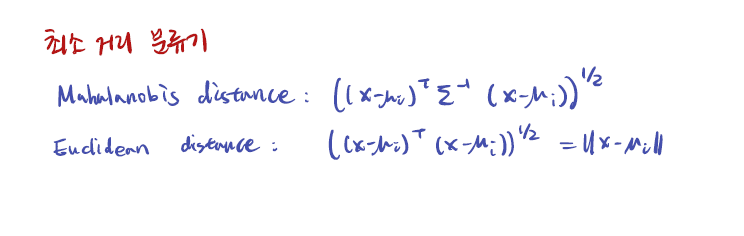 최소 거리 분류기
Mahalanobis distance : ((x-μi)ᵀ Σ⁻¹ (x-μi))^1/2
Euclidean distance : ((x-μi)ᵀ (x-μi))^1/2 = ||x-μi||